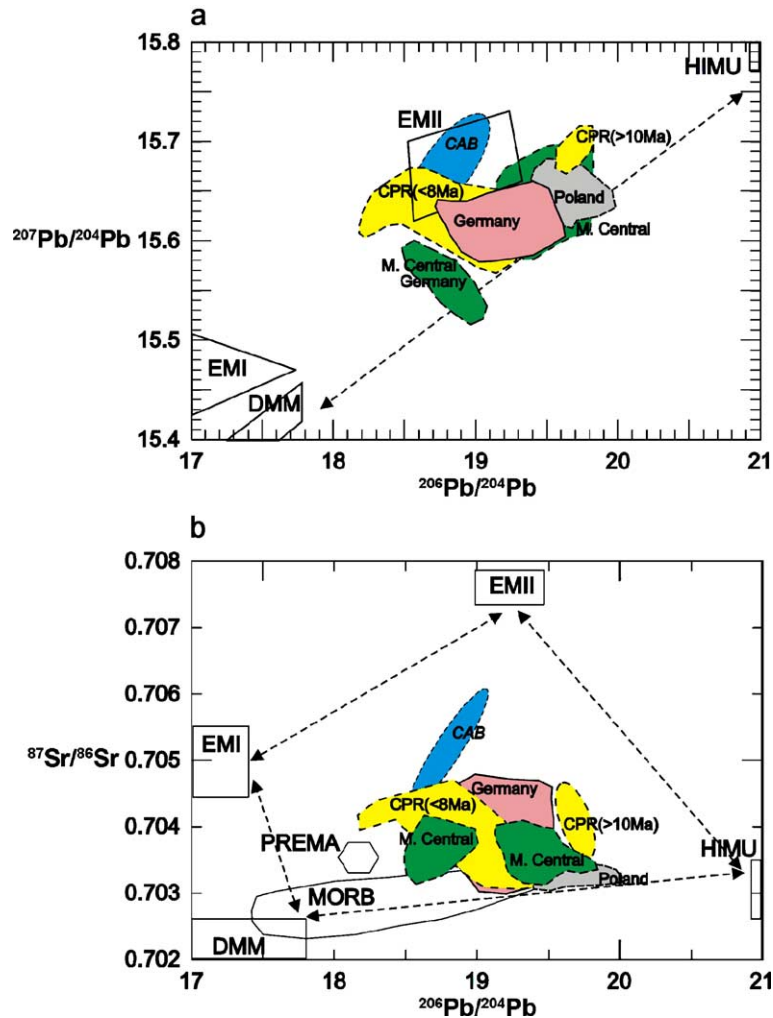 a
15.8
HIMU
EMII
CPR(>10Ma)
15.7
CAB
CPR(<8Ma)
Poland
Germany
²⁰⁷Pb/²⁰⁴Pb
15.6
M. Central
M. Central
Germany
15.5
EMI
DMM
15.4
17 18 19 20 21
²⁰⁶Pb/²⁰⁴Pb
b
0.708
EMII
0.707
0.706
CAB
⁸⁷Sr/⁸⁶Sr
0.705
EMI
Germany
CPR(<8Ma)
CPR(>10Ma)
0.704
M. Central
PREMA
M. Central
HIMU
Poland
0.703
MORB
DMM
0.702
17 18 19 20 21
²⁰⁶Pb/²⁰⁴Pb